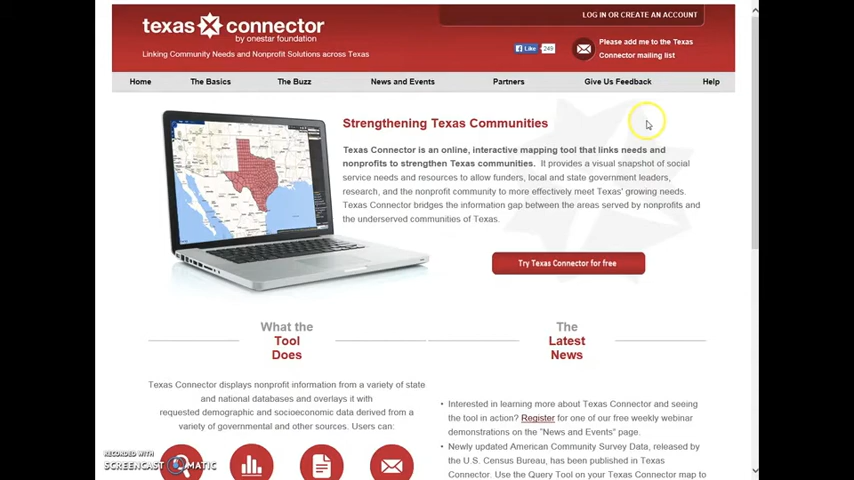 texas connector
by onestar foundation
Linking Community Needs and Nonprofit Solutions across Texas
LOG IN OR CREATE AN ACCOUNT
Like 249
Please add me to the Texas
Connector mailing list
Home The Basics The Buzz News and Events Partners Give Us Feedback Help
Strengthening Texas Communities
Texas Connector is an online, interactive mapping tool that links needs and
nonprofits to strengthen Texas communities. It provides a visual snapshot of social
service needs and resources to allow funders, local and state government leaders,
research, and the nonprofit community to more effectively meet Texas' growing needs.
Texas Connector bridges the information gap between the areas served by nonprofits and
the underserved communities of Texas.
Try Texas Connector for free
What the
Tool
Does
Texas Connector displays nonprofit information from a variety of state
and national databases and overlays it with
requested demographic and socioeconomic data derived from a
variety of governmental and other sources. Users can:
The
Latest
News
Interested in learning more about Texas Connector and seeing
the tool in action? Register for one of our free weekly webinar
demonstrations on the "News and Events" page.
Newly updated American Community Survey Data, released by
the U.S. Census Bureau, has been published in Texas
Connector. Use the Query Tool on your Texas Connector map to
RECORDED WITH
SCREENCAST MATIC